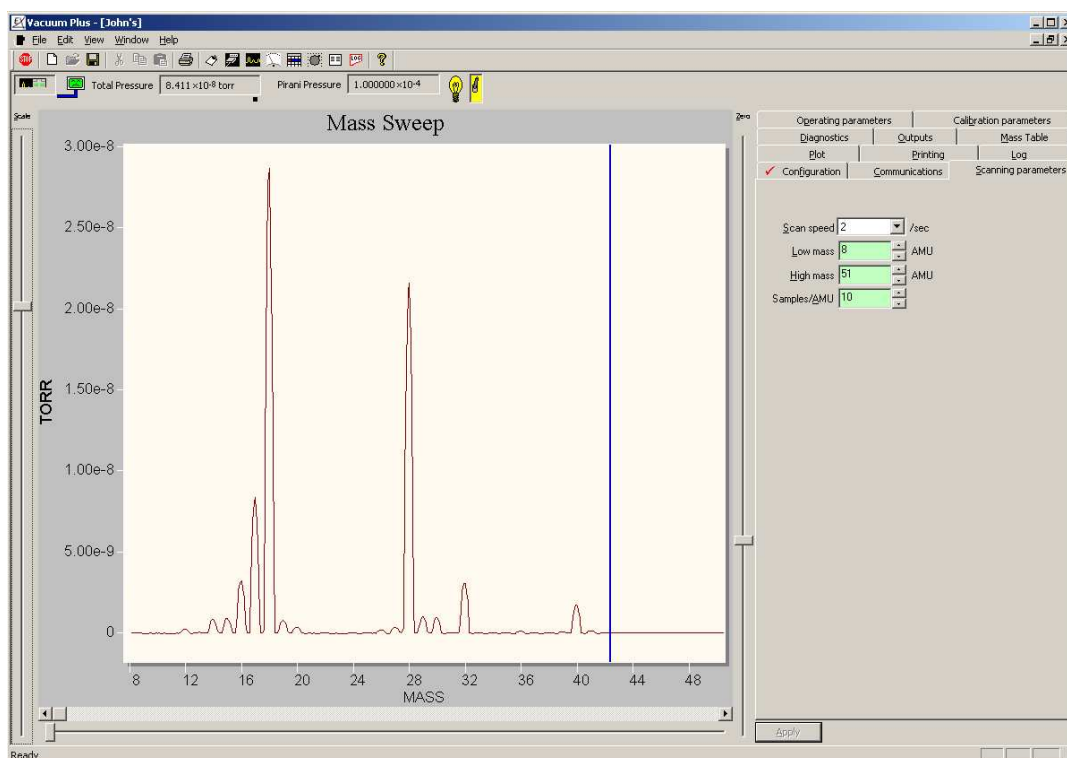 Vacuum Plus - [John's]
File Edit View Window Help
STOP LOG ?
Total Pressure 8.411×10-8 torr Pirani Pressure 1.000000×10-4
Scale
Zero
Mass Sweep
3.00e-8
2.50e-8
2.00e-8
1.50e-8
1.00e-8
5.00e-9
0
TORR
8 12 16 20 24 28 32 36 40 44 48
MASS
Operating parameters Calibration parameters
Diagnostics Outputs Mass Table
Plot Printing Log
Configuration Communications Scanning parameters
Scan speed 2 /sec
Low mass 8 AMU
High mass 51 AMU
Samples/AMU 10
Apply
Ready